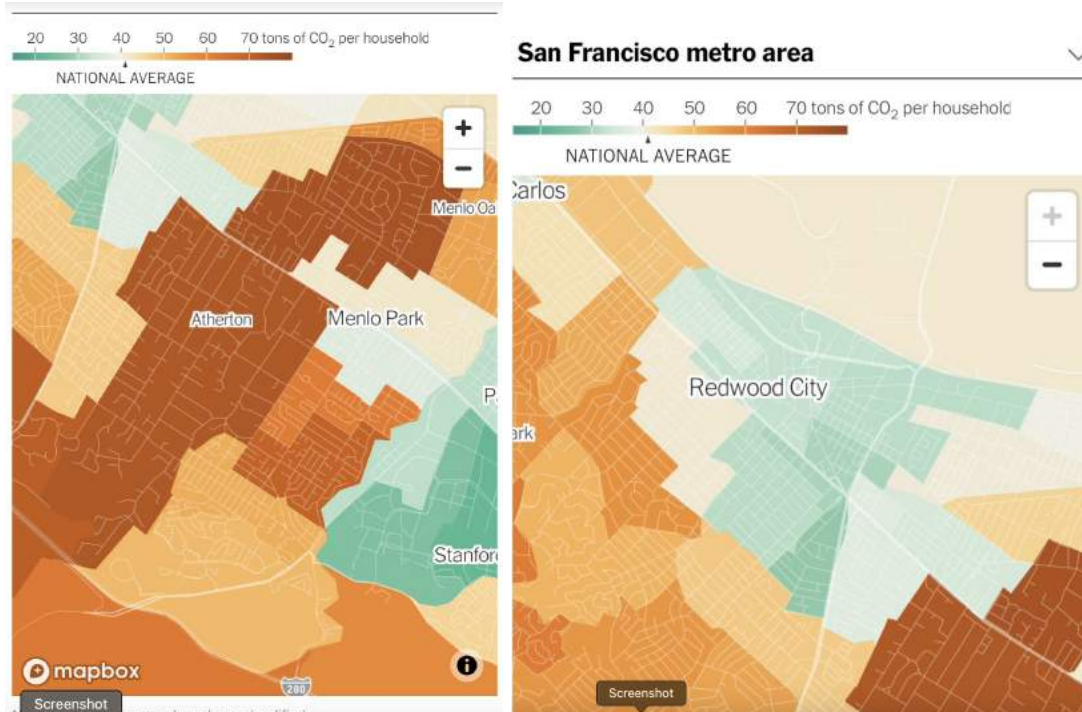 20 30 40 50 60 70 tons of CO₂ per household
NATIONAL AVERAGE
+
−
Menlo Oa
Atherton
Menlo Park
P
Stanfor
mapbox
i
280
Screenshot
San Francisco metro area
20 30 40 50 60 70 tons of CO₂ per household
NATIONAL AVERAGE
Carlos
+
−
Redwood City
ark
Screenshot